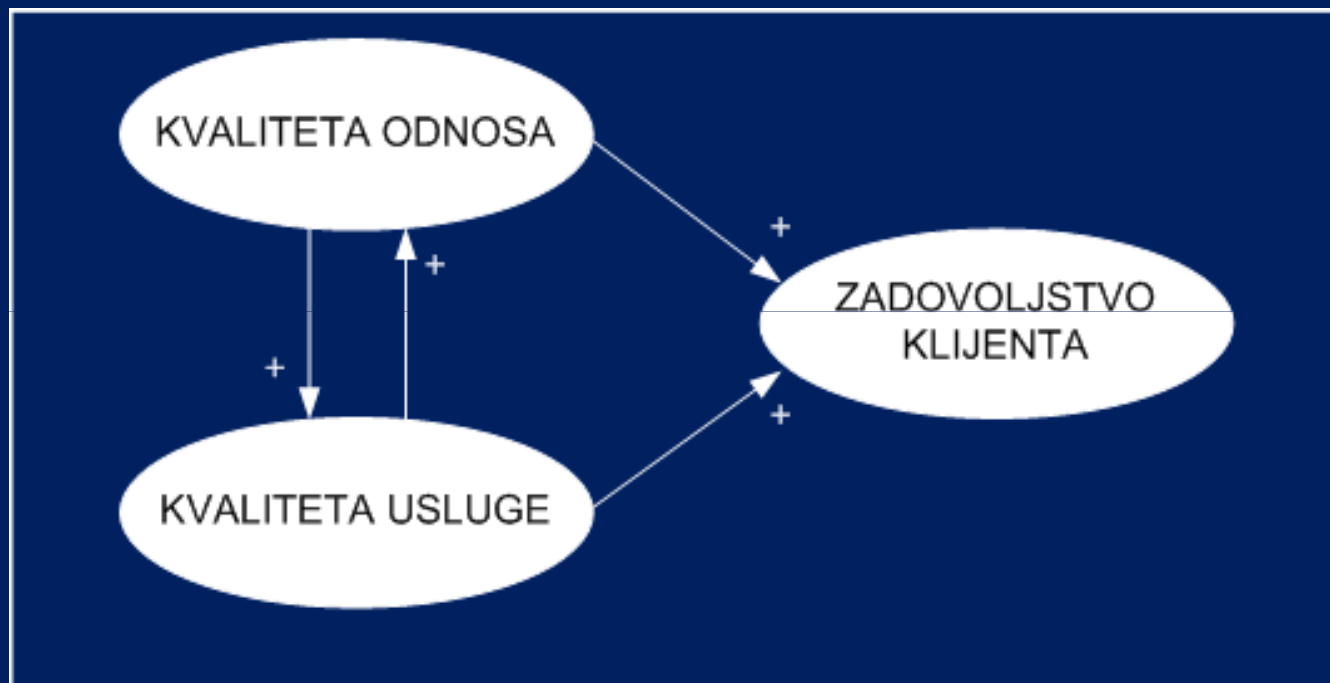 KVALITETA ODNOSA
+
+
ZADOVOLJSTVO
KLIJENTA
+
+
KVALITETA USLUGE